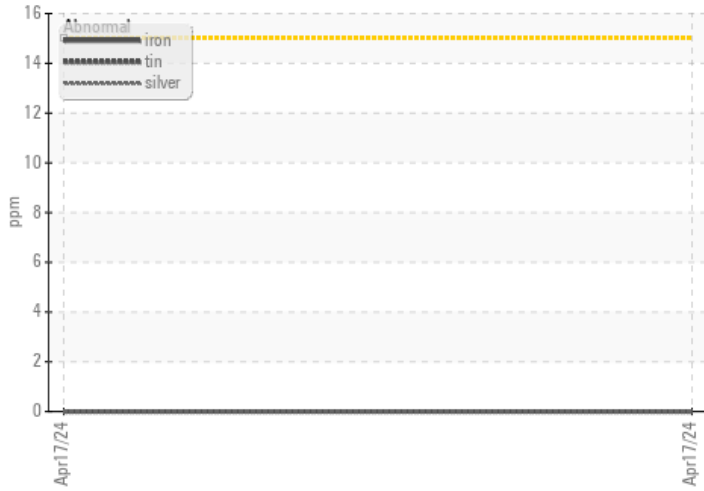 16
Abnormal
iron
tin
silver
14
12
10
8
6
4
2
0
ppm
Apr17/24
Apr17/24